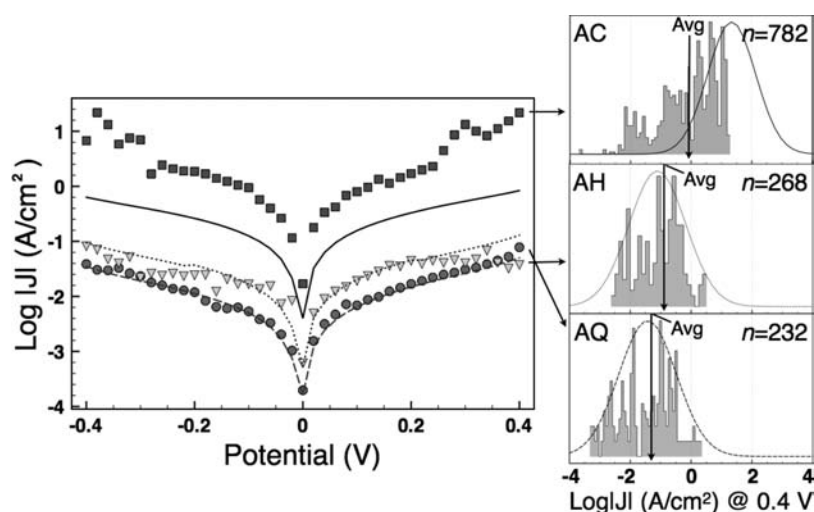 Log |J| (A/cm²)
1
0
-1
-2
-3
-4
-0.4
-0.2
0
0.2
0.4
Potential (V)
AC
Avg
n=782
AH
Avg
n=268
AQ
Avg
n=232
-4
-2
0
2
4
Log|J| (A/cm²) @ 0.4 V